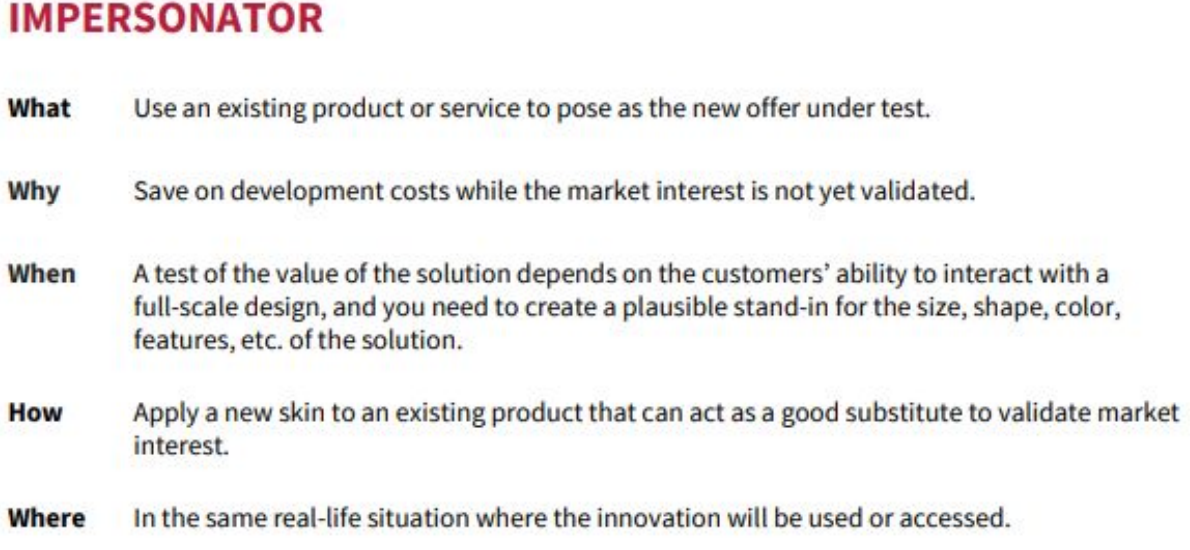 IMPERSONATOR
What Use an existing product or service to pose as the new offer under test.
Why Save on development costs while the market interest is not yet validated.
When A test of the value of the solution depends on the customers’ ability to interact with a
full-scale design, and you need to create a plausible stand-in for the size, shape, color,
features, etc. of the solution.
How Apply a new skin to an existing product that can act as a good substitute to validate market
interest.
Where In the same real-life situation where the innovation will be used or accessed.